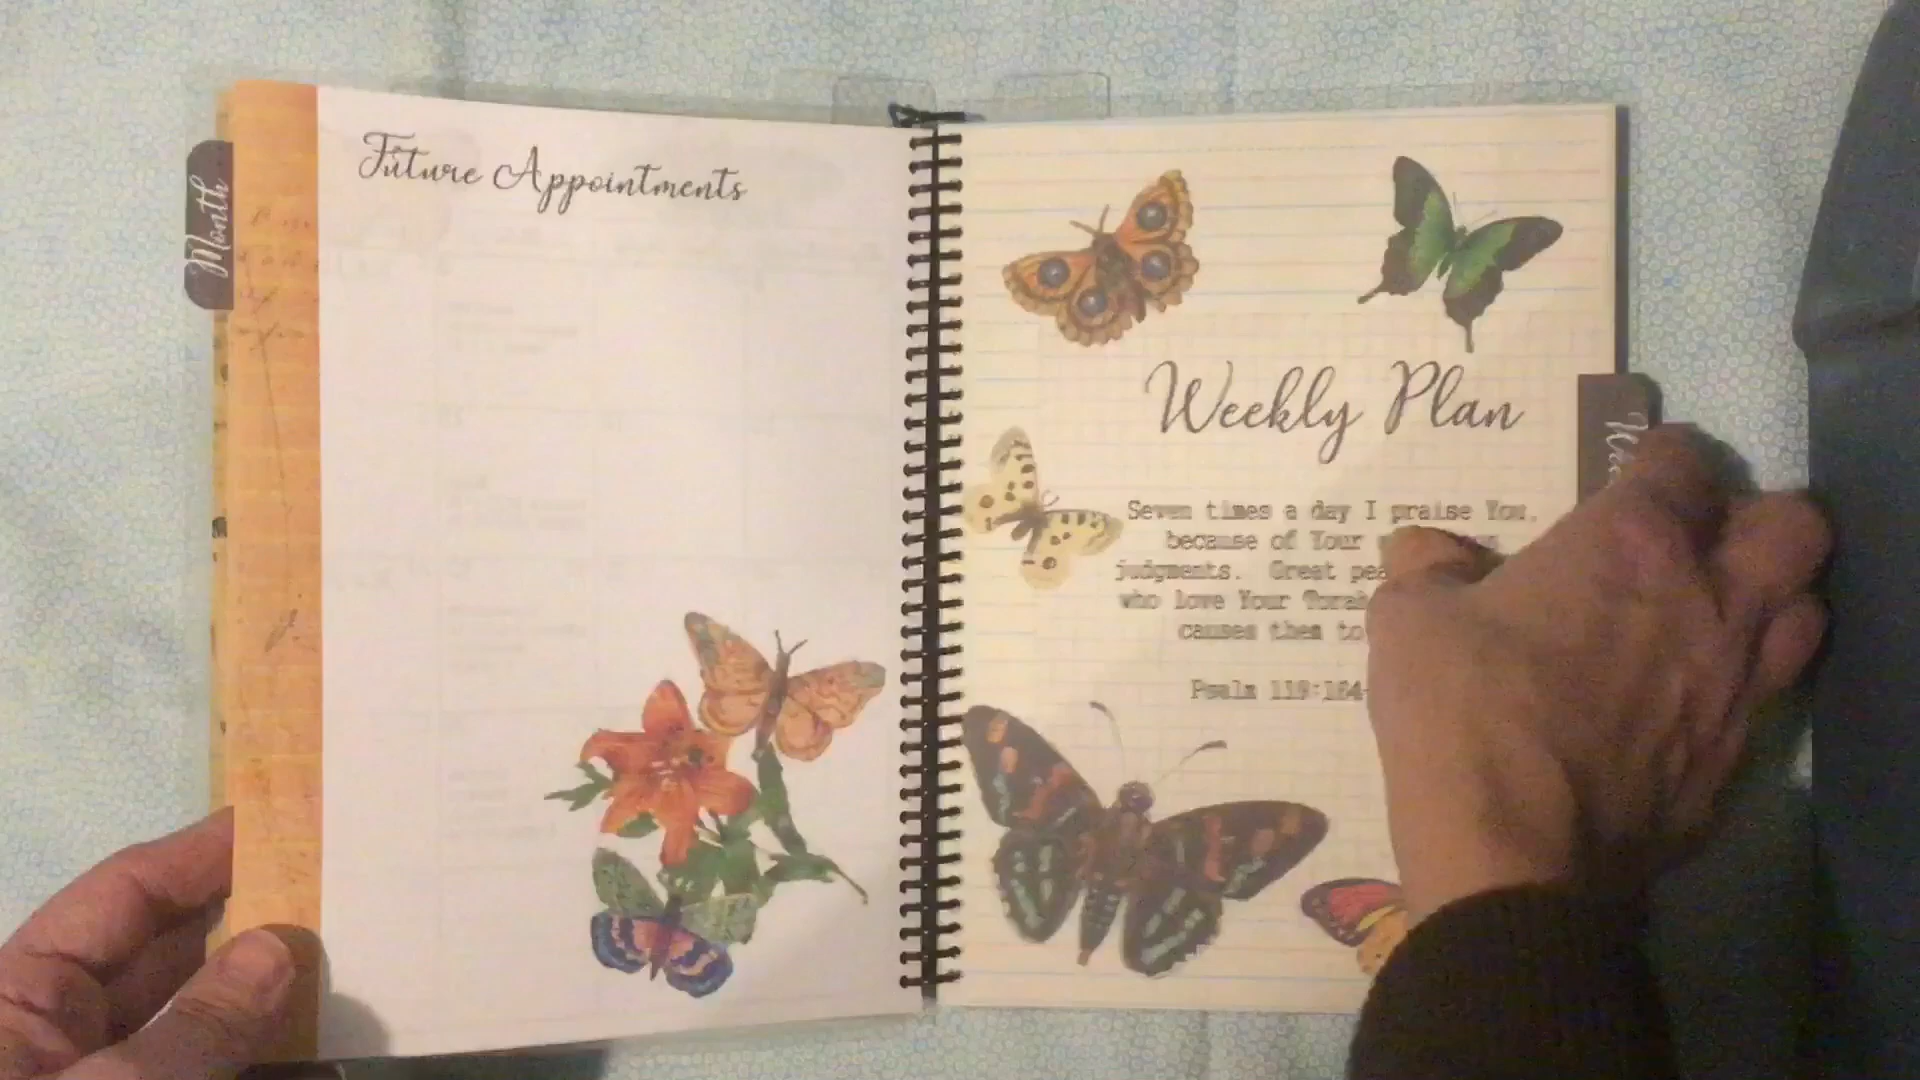 Month
Future Appointments
Weekly Plan
Seven times a day I praise You,
because of Your
judgments. Great
who love Your Torah
causes them to
Psalm 119:164